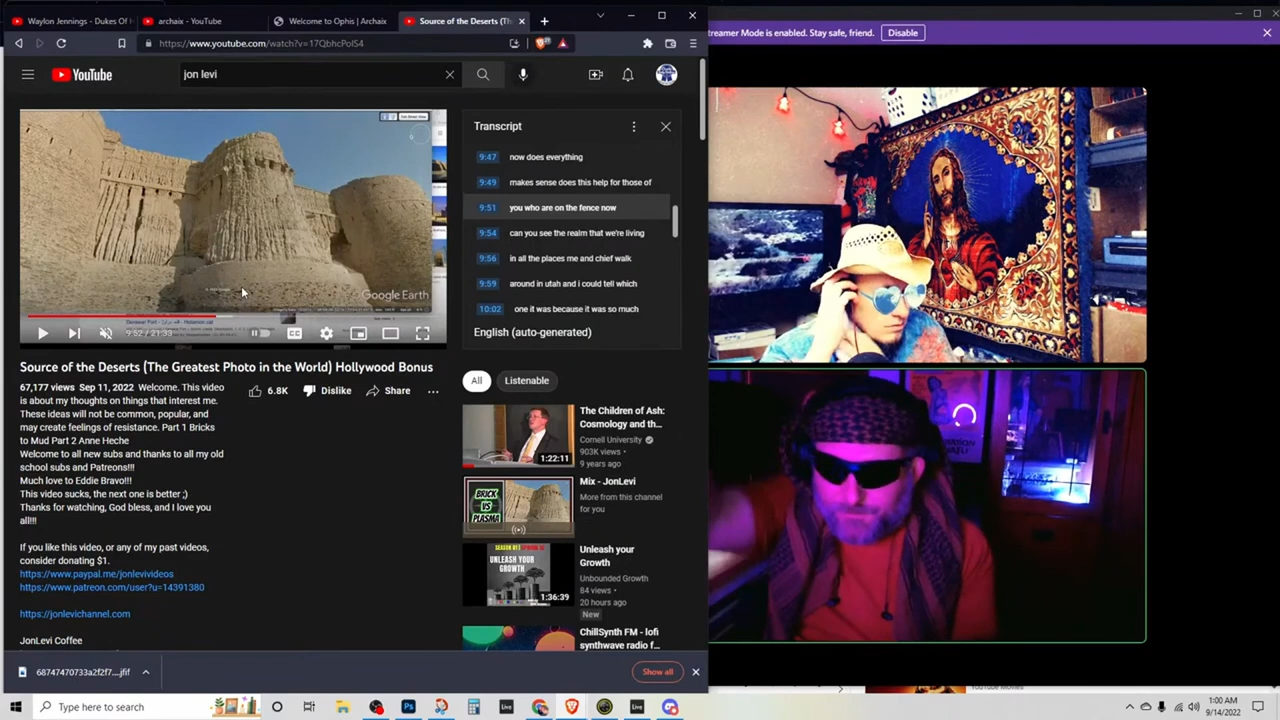 Waylon Jennings - Dukes Of H
archaix - YouTube
Welcome to Ophis | Archaix
Source of the Deserts (Th
https://www.youtube.com/watch?v=17QbhcPolS4
treamer Mode is enabled. Stay safe, friend.
Disable
YouTube
jon levi
Google Earth
Transcript
9:47 now does everything
9:49 makes sense does this help for those of
9:51 you who are on the fence now
9:54 can you see the realm that we're living
9:56 in all the places me and chief walk
9:59 around in utah and i could tell which
10:02 one it was because it was so much
English (auto-generated)
Source of the Deserts (The Greatest Photo in the World) Hollywood Bonus
67,177 views Sep 11, 2022 Welcome. This video
is about my thoughts on things that interest me.
These ideas will not be common, popular, and
may create feelings of resistance. Part 1 Bricks
to Mud Part 2 Anne Heche
Welcome to all new subs and thanks to all my old
school subs and Patreons!!!
Much love to Eddie Bravo!!!
This video sucks, the next one is better ;)
Thanks for watching, God bless, and I love you
all!!!
If you like this video, or any of my past videos,
consider donating $1.
https://www.paypal.me/jonlevivideos
https://www.patreon.com/user?u=14391380
https://jonlevichannel.com
JonLevi Coffee
6.8K
Dislike
Share
All
Listenable
The Children of Ash:
Cosmology and th...
Cornell University
903K views •
9 years ago
1:22:11
Mix - JonLevi
More from this channel
for you
BRICK
VS
PLASMA
Unleash your
Growth
Unbounded Growth
84 views •
20 hours ago
New
UNLEASH YOUR
GROWTH
1:36:39
ChillSynth FM - lofi
synthwave radio f...
68747470733a2f2f7....jfif
Show all
Type here to search
Live
Live
YouTube Movies
1:00 AM
9/14/2022